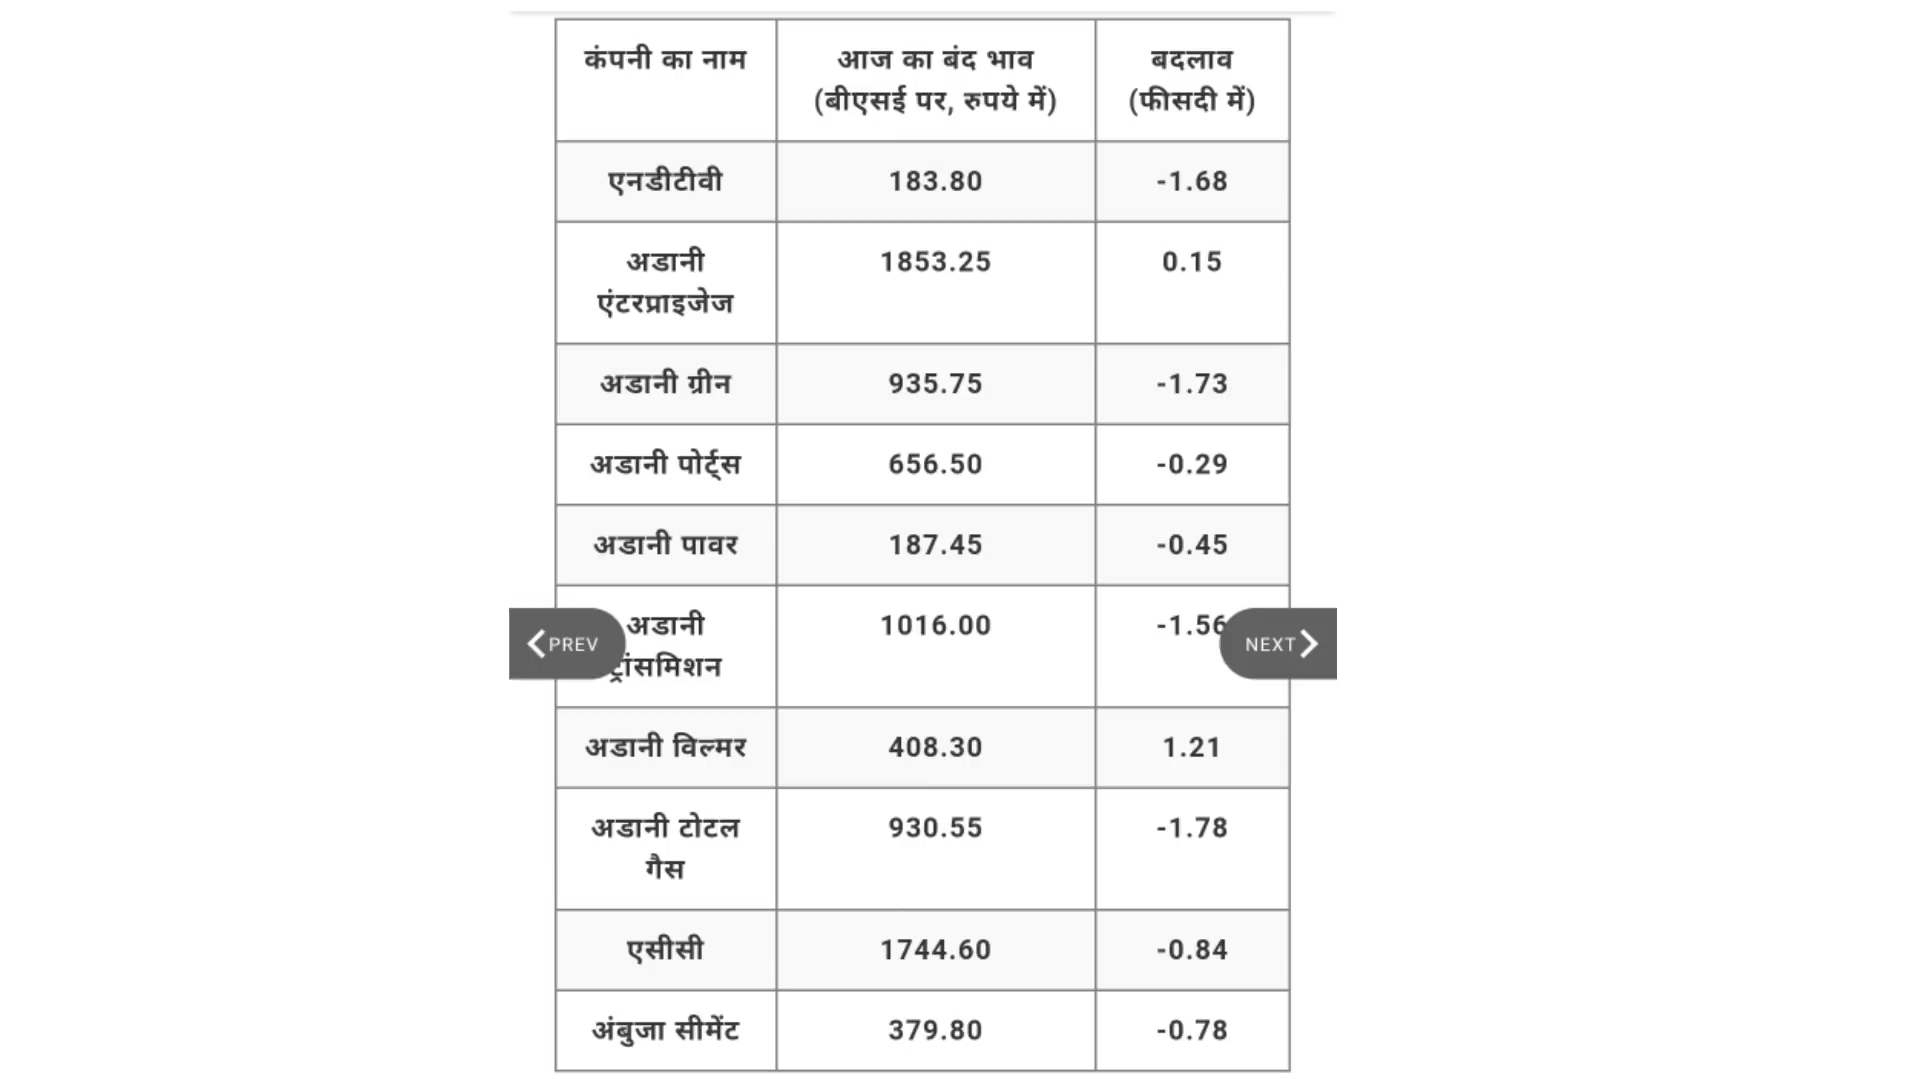 कंपनी का नाम
आज का बंद भाव
(बीएसई पर, रुपये में)
बदलाव
(फीसदी में)
एनडीटीवी 183.80 -1.68
अडानी 1853.25 0.15
एंटरप्राइजेज
अडानी ग्रीन 935.75 -1.73
अडानी पोर्ट्स 656.50 -0.29
अडानी पावर 187.45 -0.45
अडानी 1016.00 -1.56
ट्रांसमिशन
PREV
NEXT
अडानी विल्मर 408.30 1.21
अडानी टोटल 930.55 -1.78
गैस
एसीसी 1744.60 -0.84
अंबुजा सीमेंट 379.80 -0.78